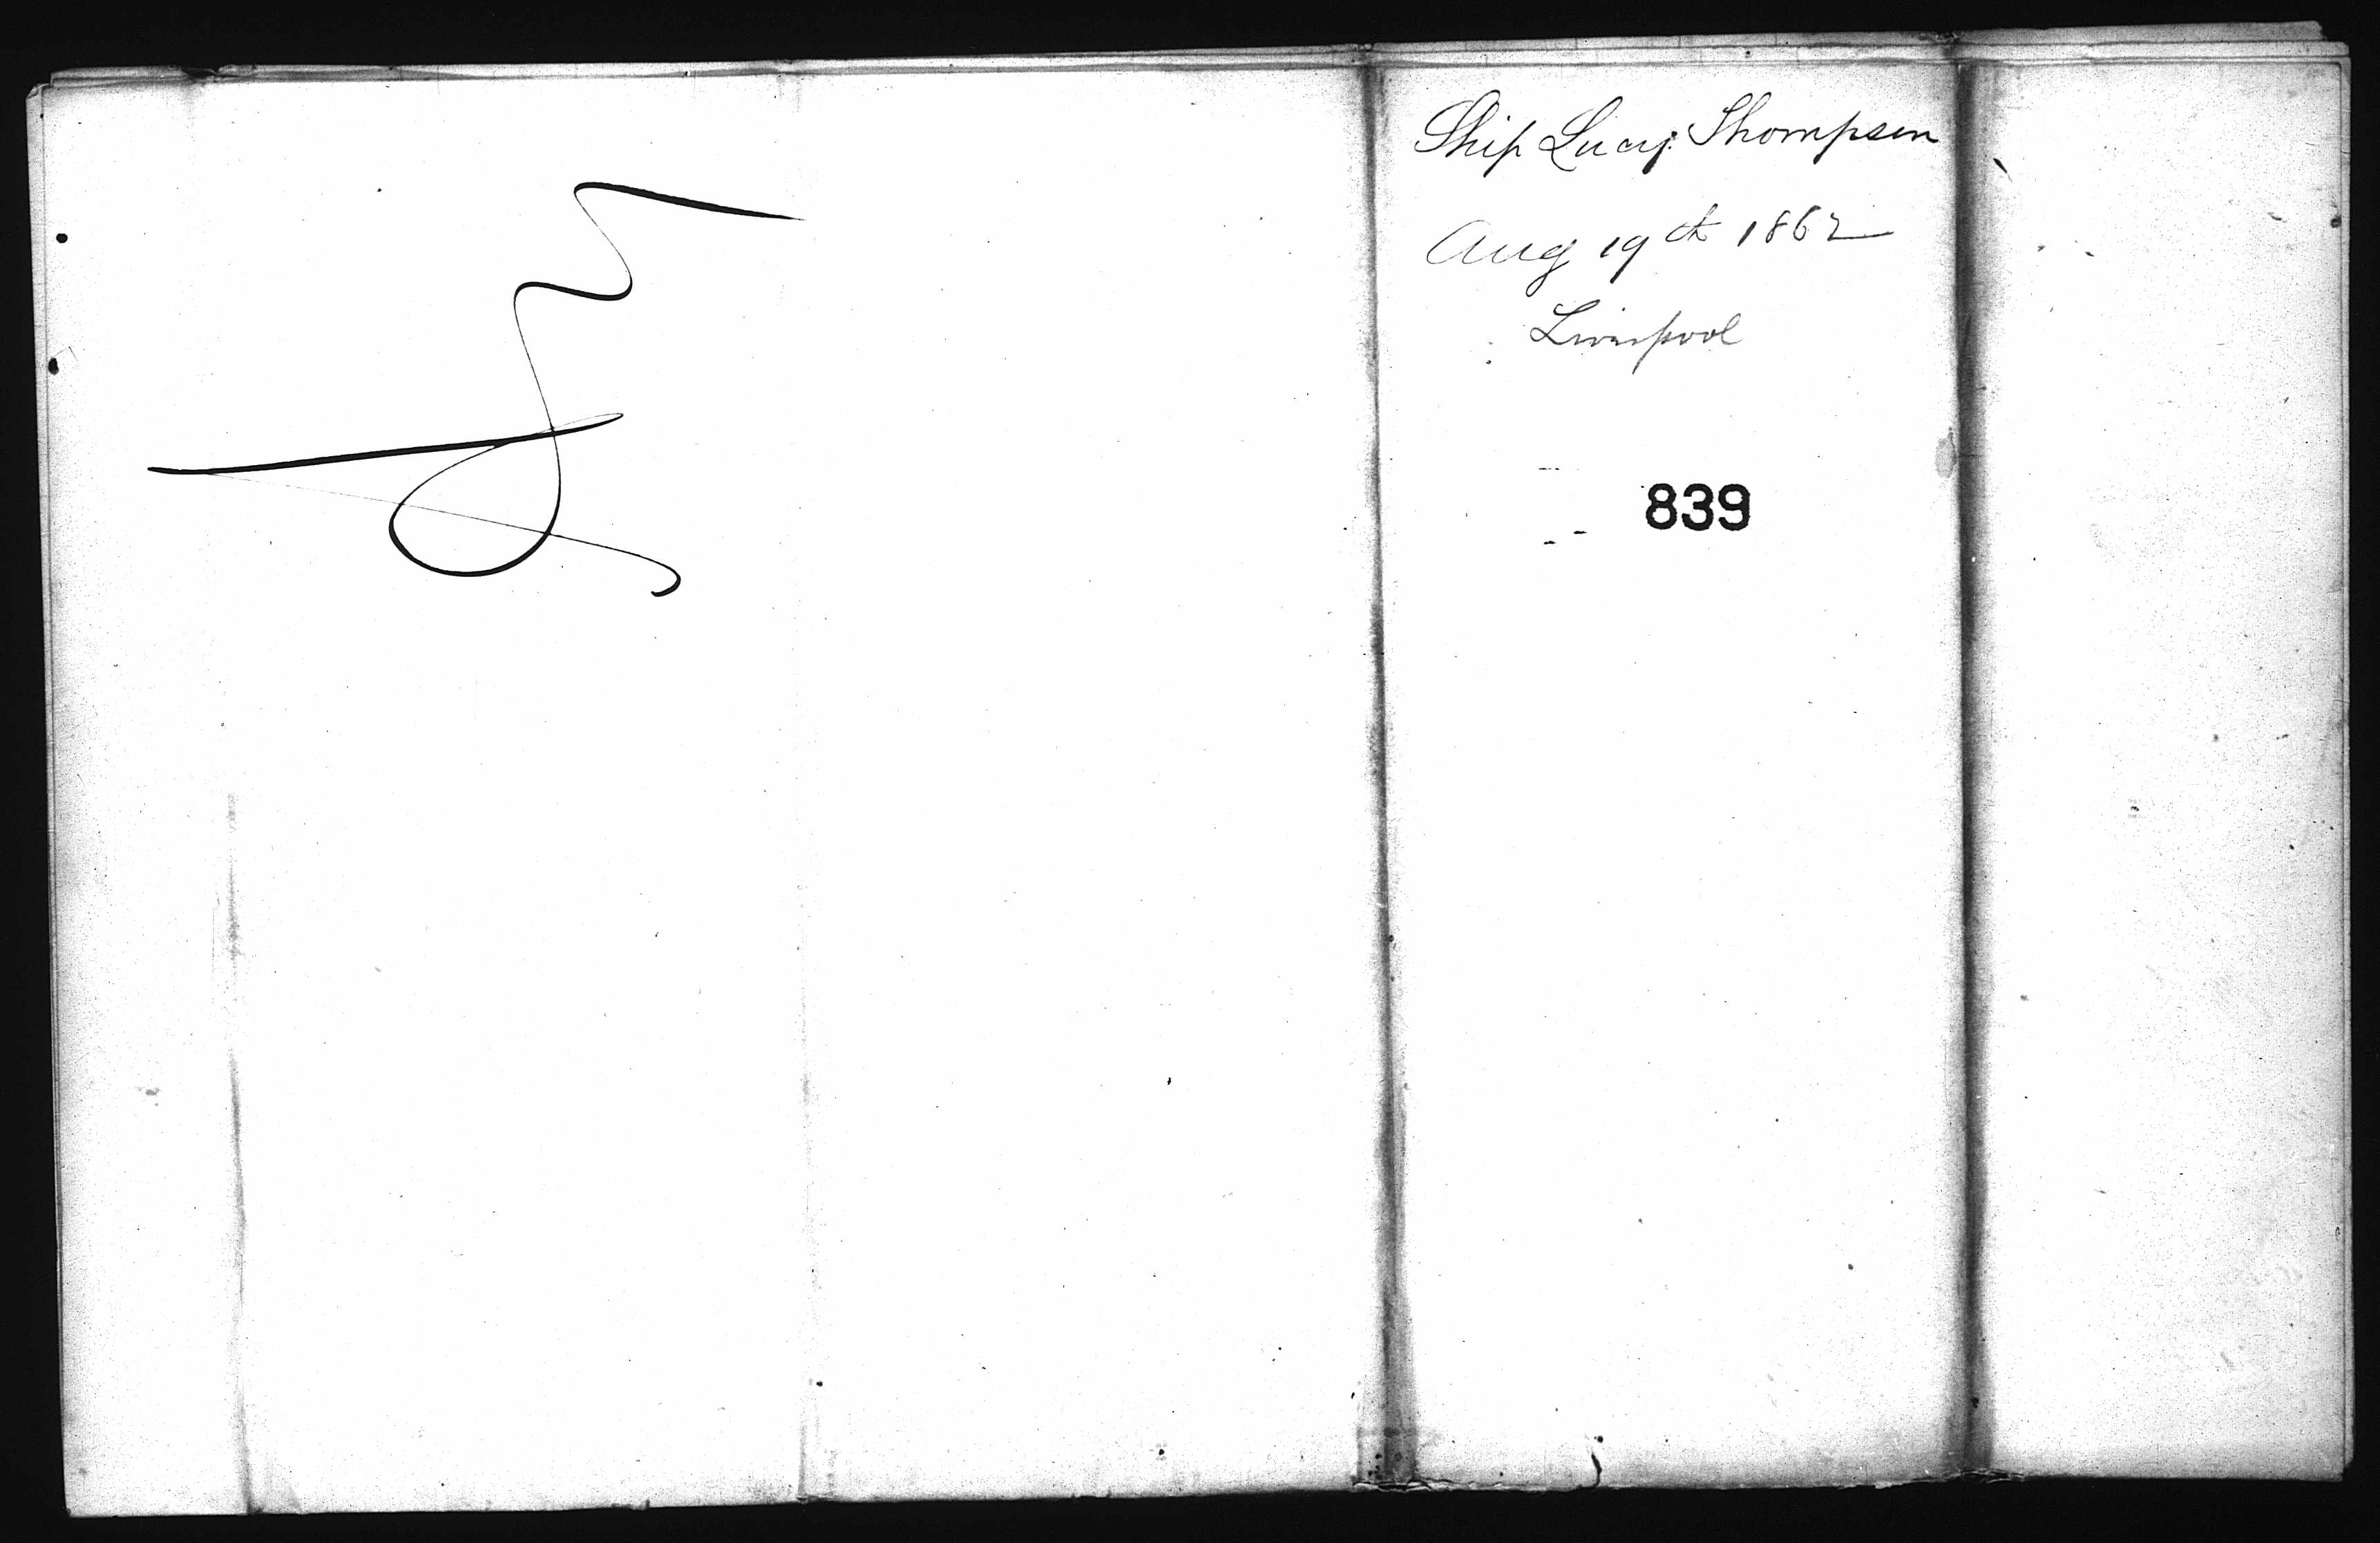 Ship Lucy Thompson
Aug 19th 1862
Liverpool
839